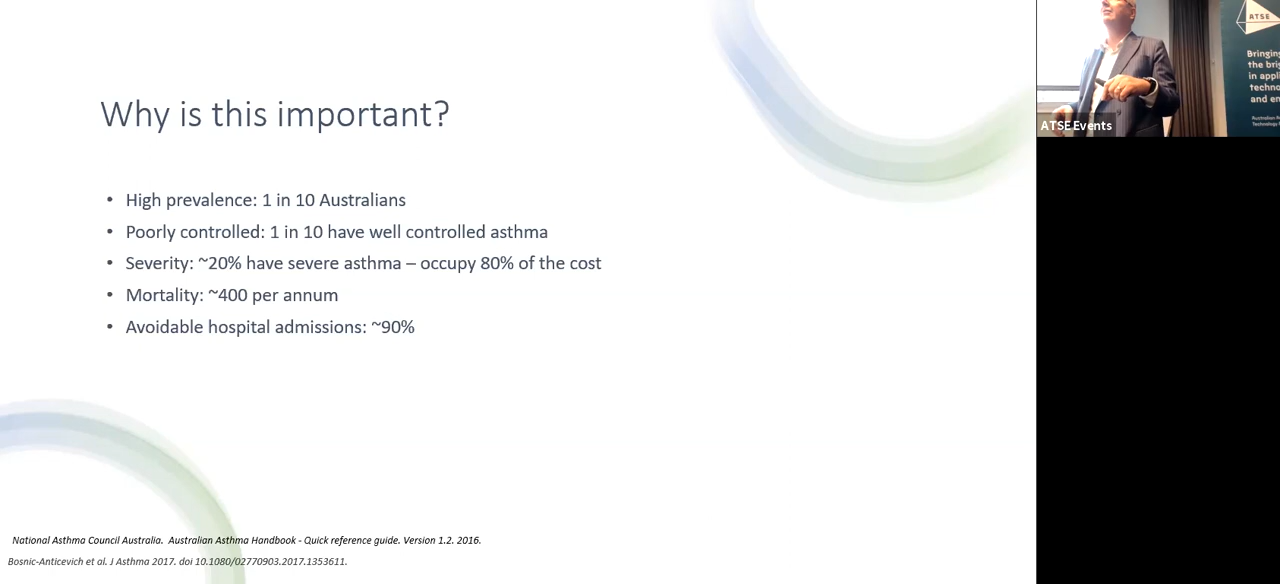 Why is this important?
• High prevalence: 1 in 10 Australians
• Poorly controlled: 1 in 10 have well controlled asthma
• Severity: ~20% have severe asthma – occupy 80% of the cost
• Mortality: ~400 per annum
• Avoidable hospital admissions: ~90%
National Asthma Council Australia. Australian Asthma Handbook - Quick reference guide. Version 1.2. 2016.
Bosnic-Anticevich et al. J Asthma 2017. doi 10.1080/02770903.2017.1353611.
ATSE
Bringing
the bri
in appli
techno
and en
ATSE Events